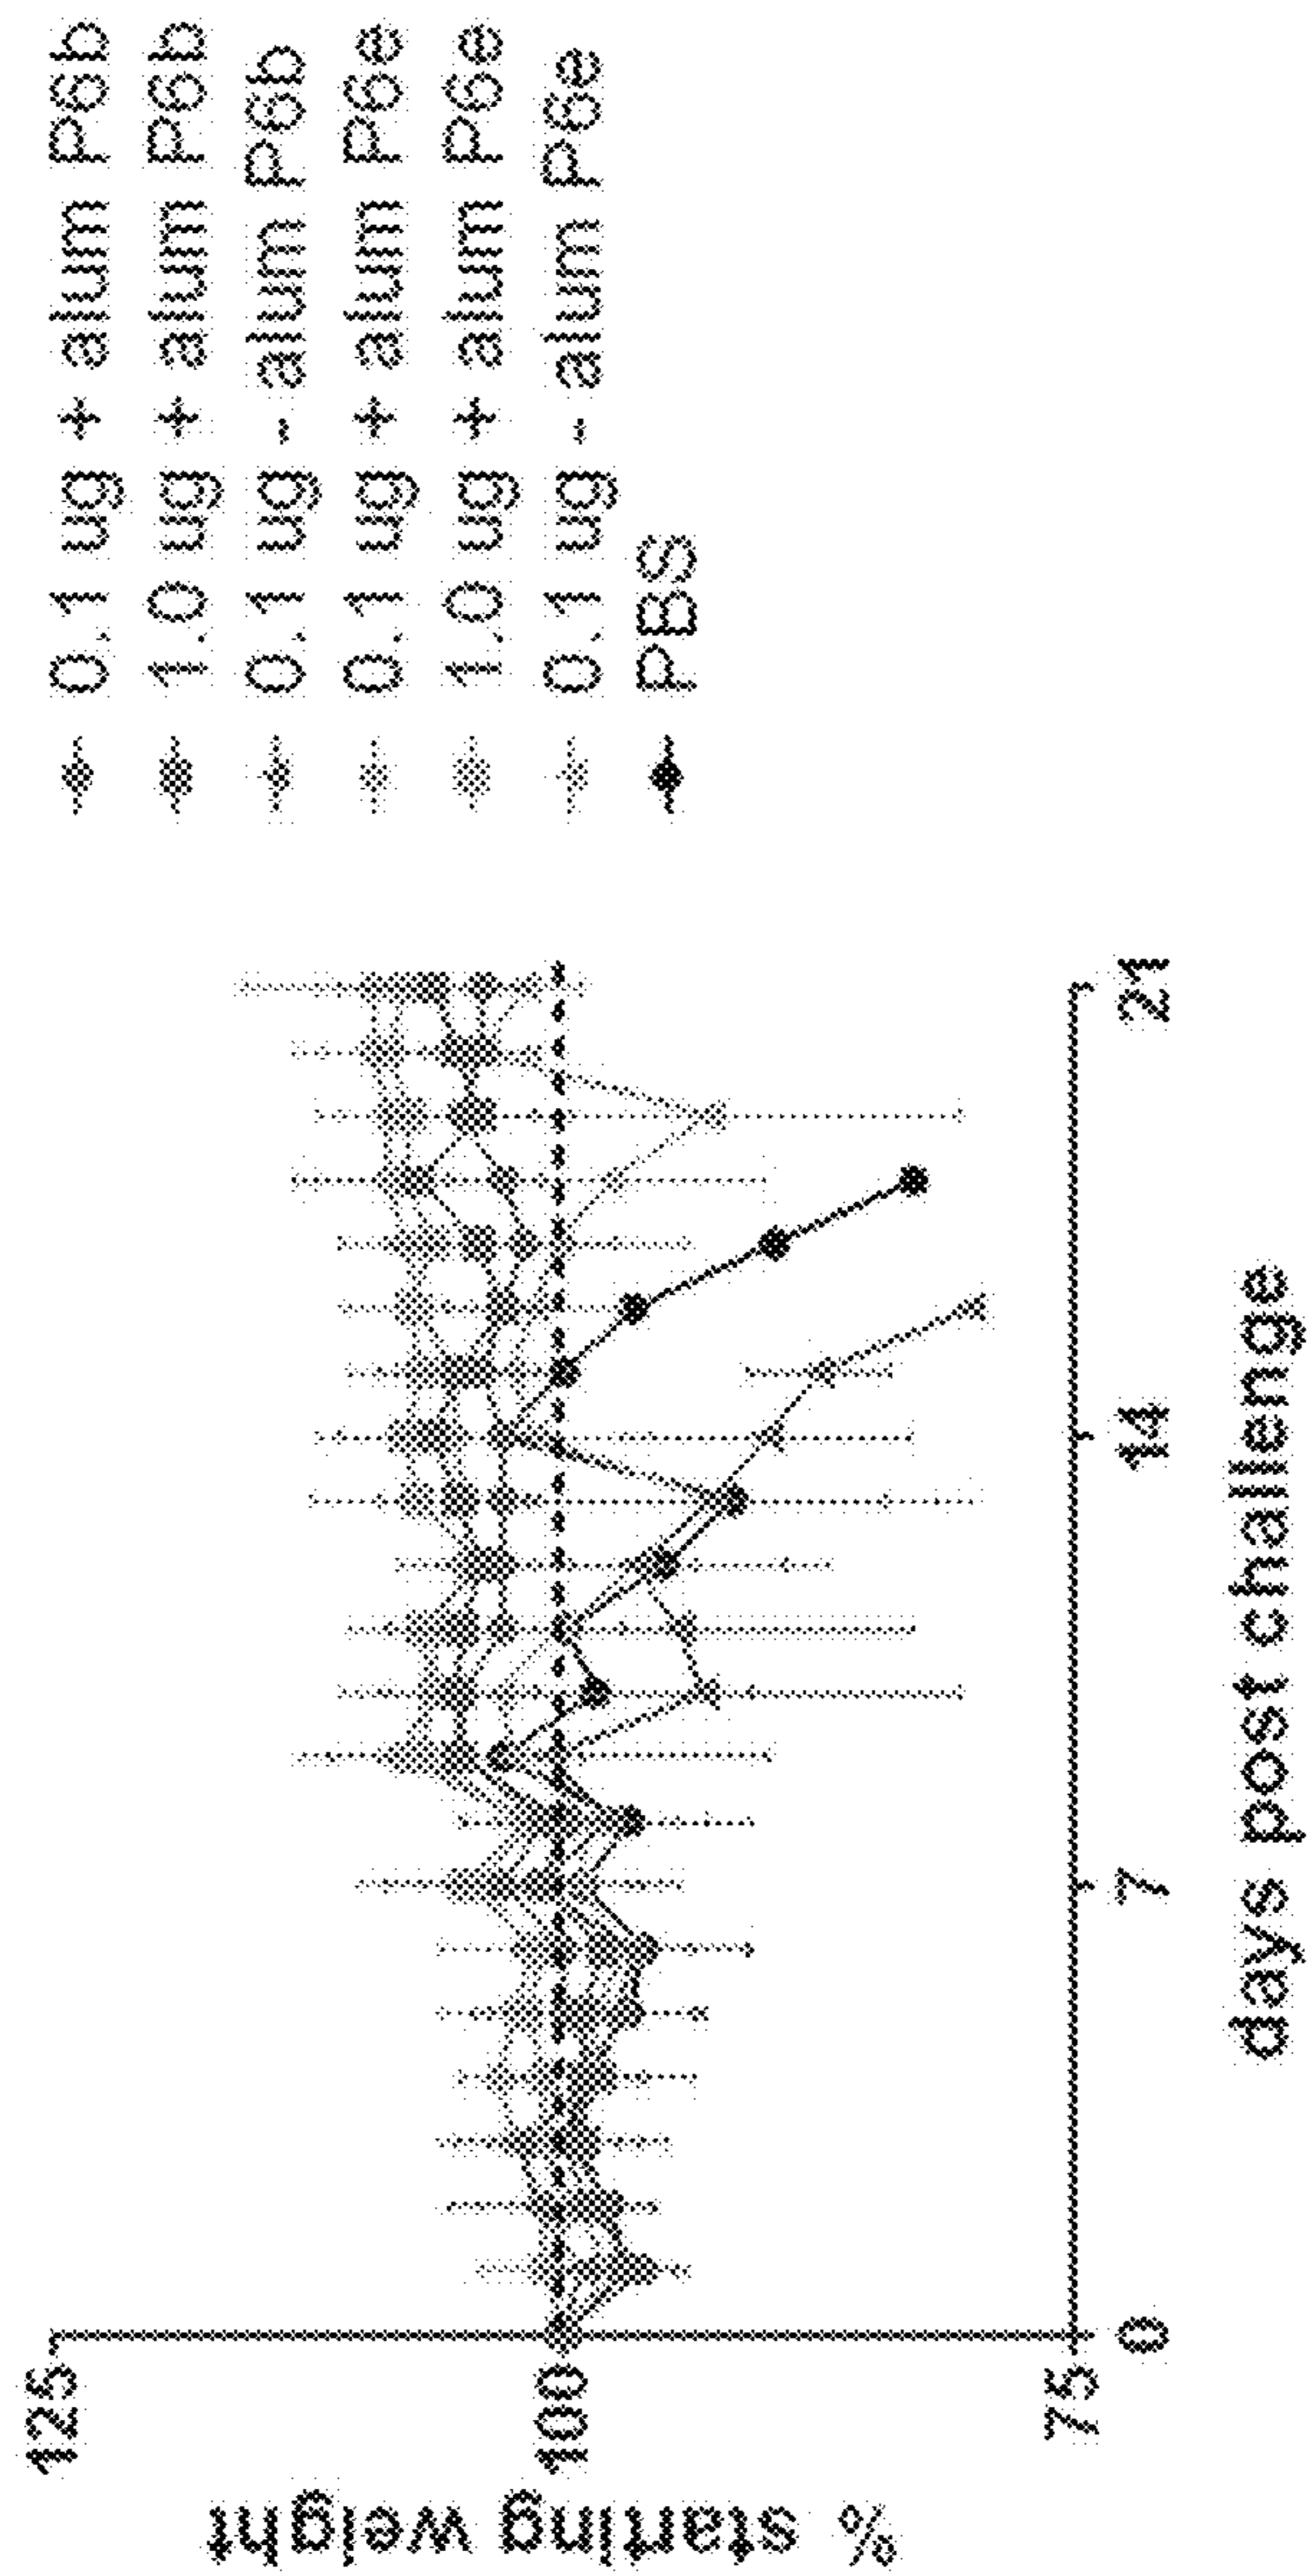 0.1 ug + alum P6b
1.0 ug + alum P6b
0.1 ug - alum P6b
0.1 ug + alum P6e
1.0 ug + alum P6e
0.1 ug - alum P6e
PBS
% starting weight
125
100
75
0
7
14
21
days post challenge